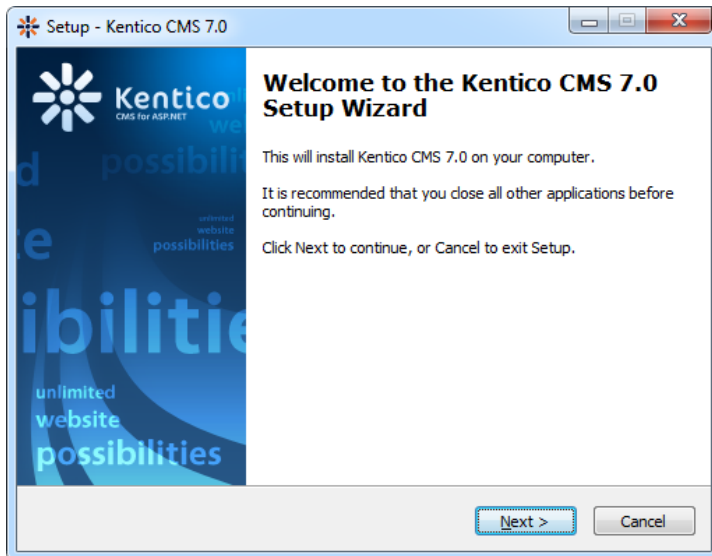 Setup - Kentico CMS 7.0
Kentico
CMS for ASP.NET
we
d possibilit
unlimited
website
possibilities
e
ibilitie
unlimited
website
possibilities
Welcome to the Kentico CMS 7.0
Setup Wizard
This will install Kentico CMS 7.0 on your computer.
It is recommended that you close all other applications before
continuing.
Click Next to continue, or Cancel to exit Setup.
Next >
Cancel